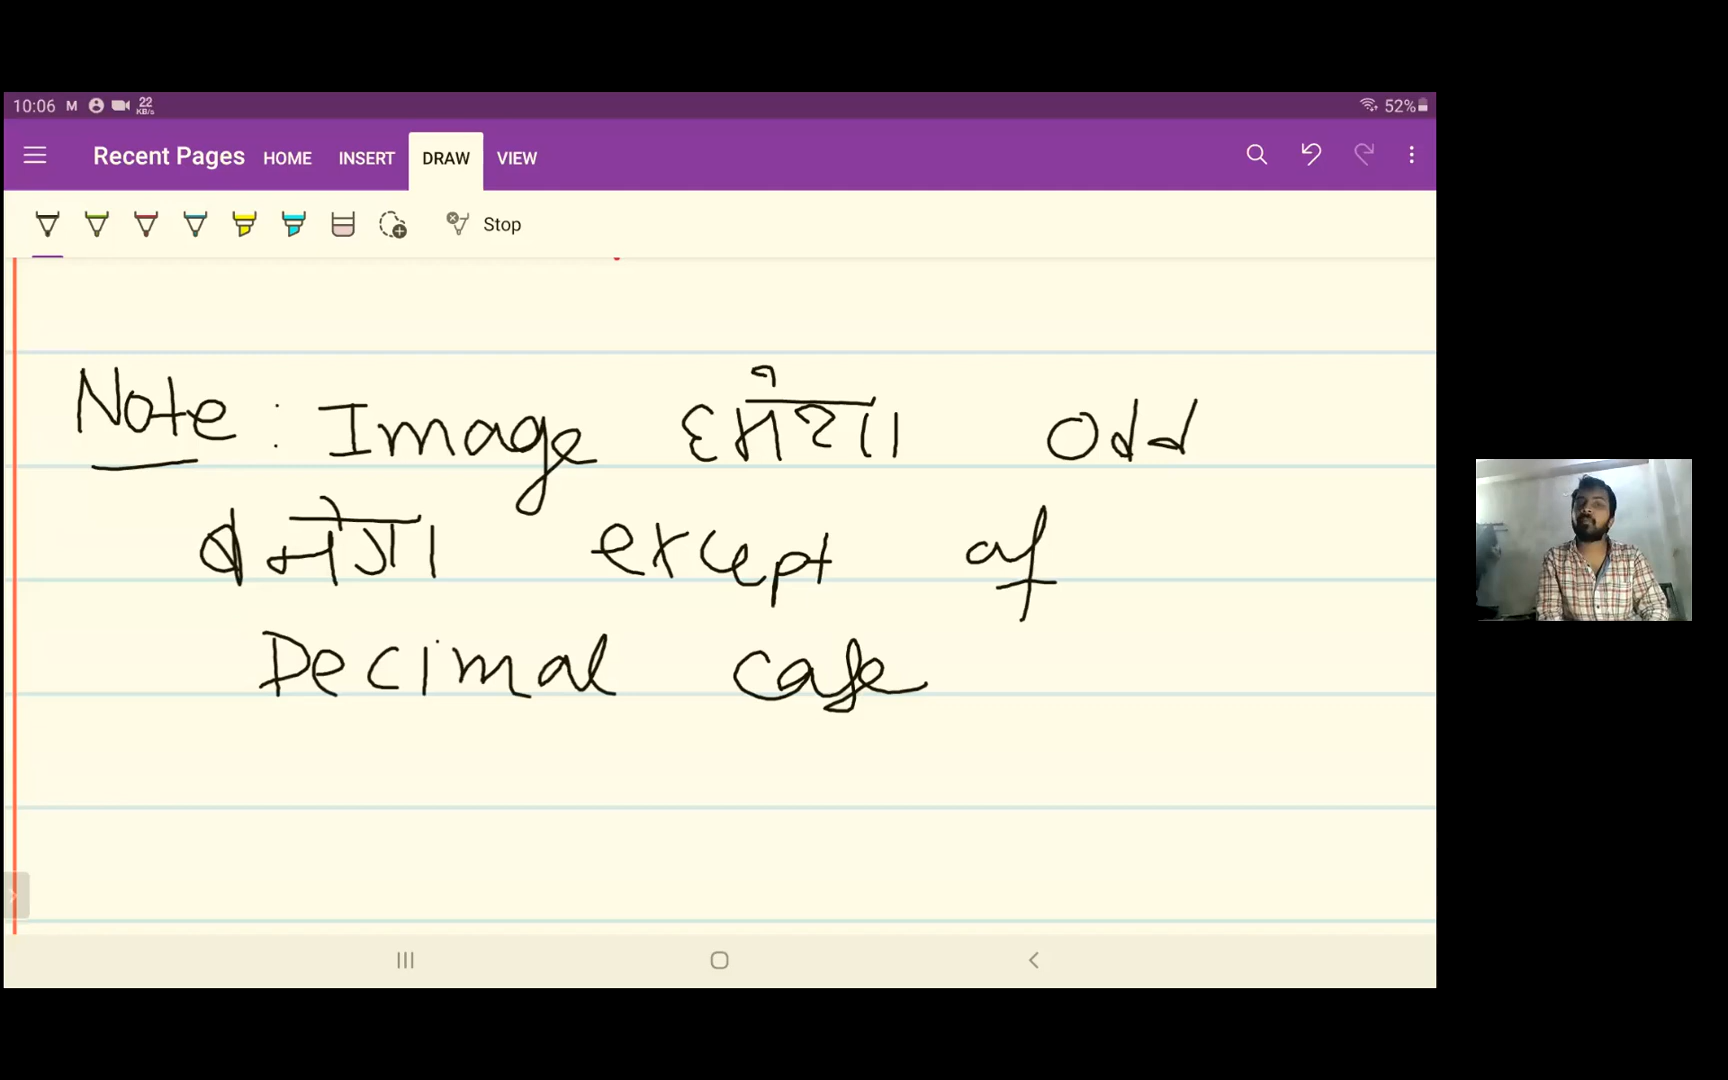 10:06 M 22 KB/s 52%
Recent Pages HOME INSERT DRAW VIEW
Stop
Note : Image हमेशा odd
बनेगा except of
Decimal case